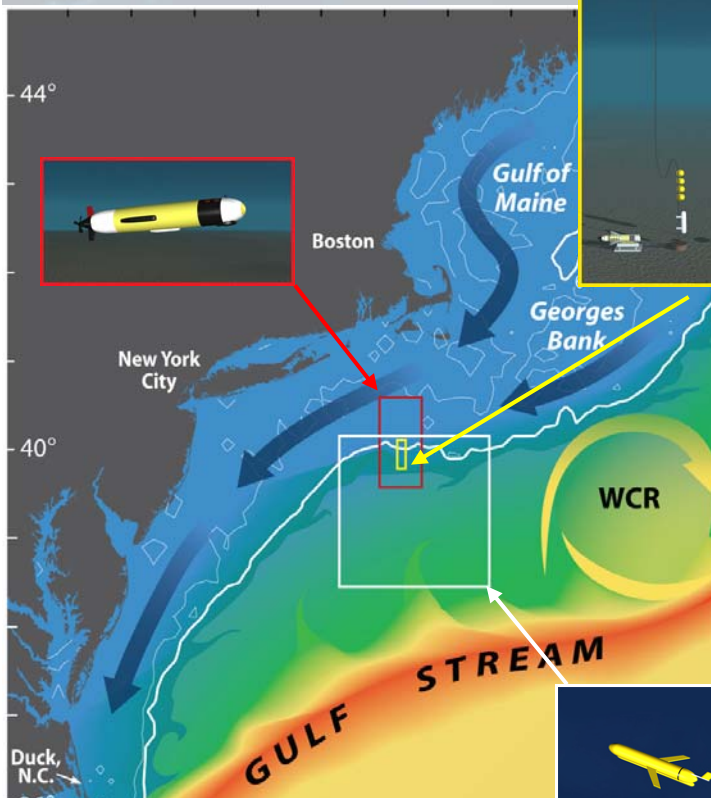 44°
Gulf of
Maine
Boston
Georges
Bank
New York
City
40°
WCR
GULF STREAM
Duck,
N.C.